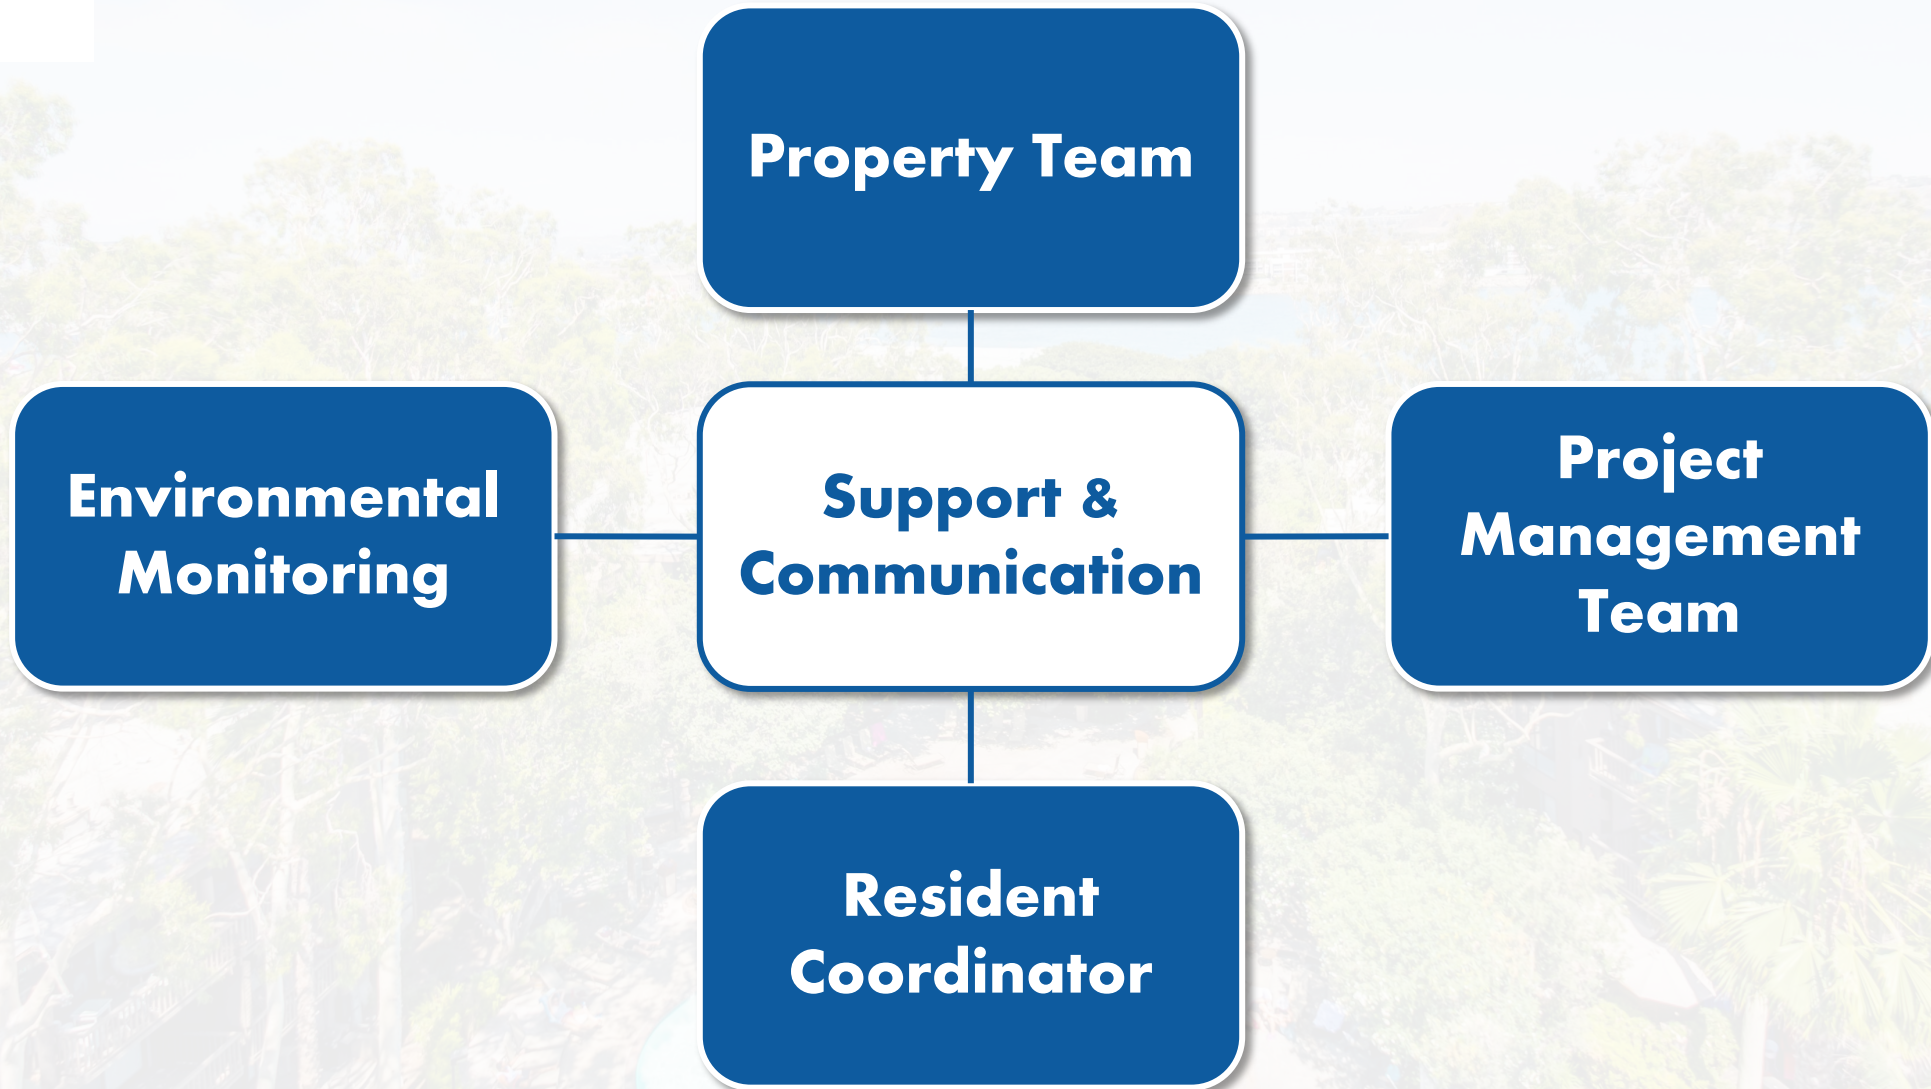 Property Team
Environmental
Monitoring
Support &
Communication
Project
Management
Team
Resident
Coordinator